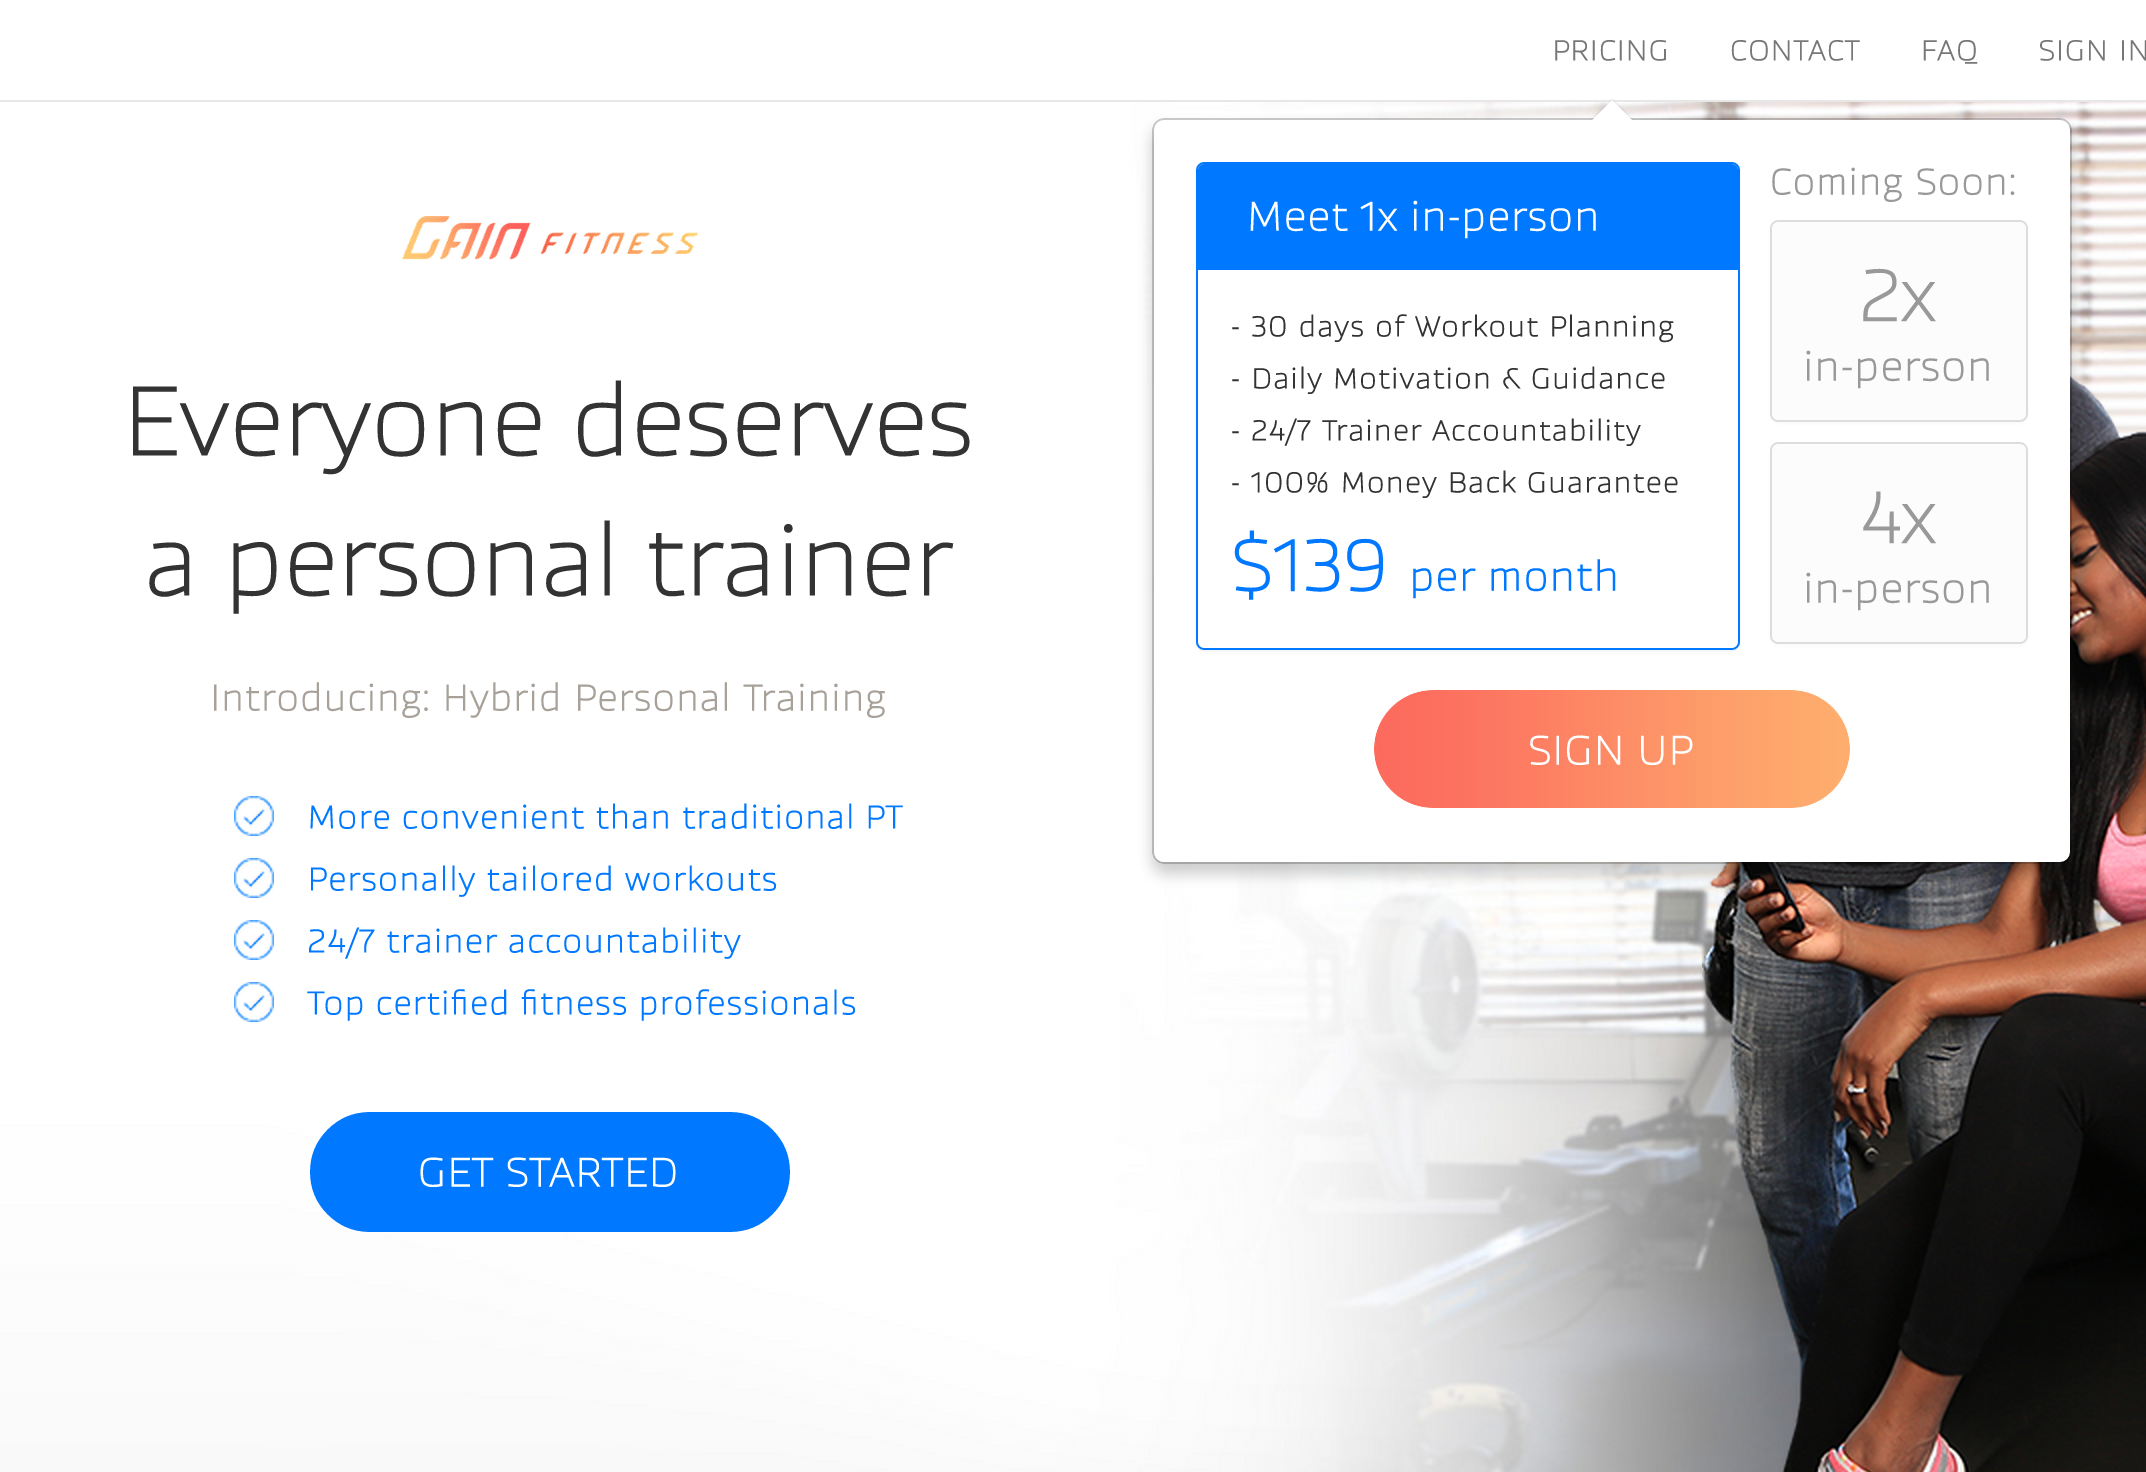 PRICING CONTACT FAQ SIGN IN
GAIN FITNESS
Everyone deserves
a personal trainer
Introducing: Hybrid Personal Training
More convenient than traditional PT
Personally tailored workouts
24/7 trainer accountability
Top certified fitness professionals
GET STARTED
Meet 1x in-person
- 30 days of Workout Planning
- Daily Motivation & Guidance
- 24/7 Trainer Accountability
- 100% Money Back Guarantee
$139 per month
Coming Soon:
2x
in-person
4x
in-person
SIGN UP